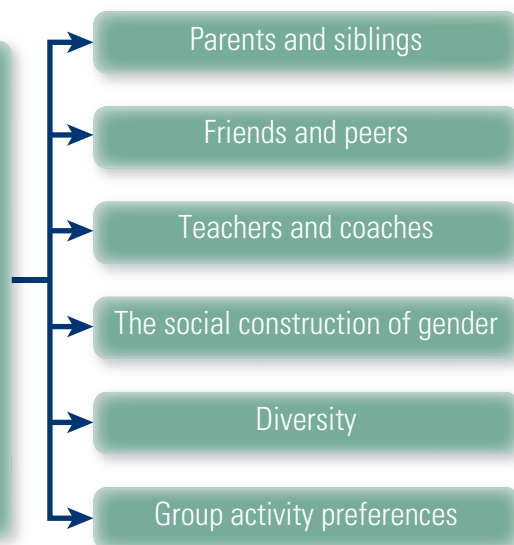 Parents and siblings
Friends and peers
Teachers and coaches
The social construction of gender
Diversity
Group activity preferences